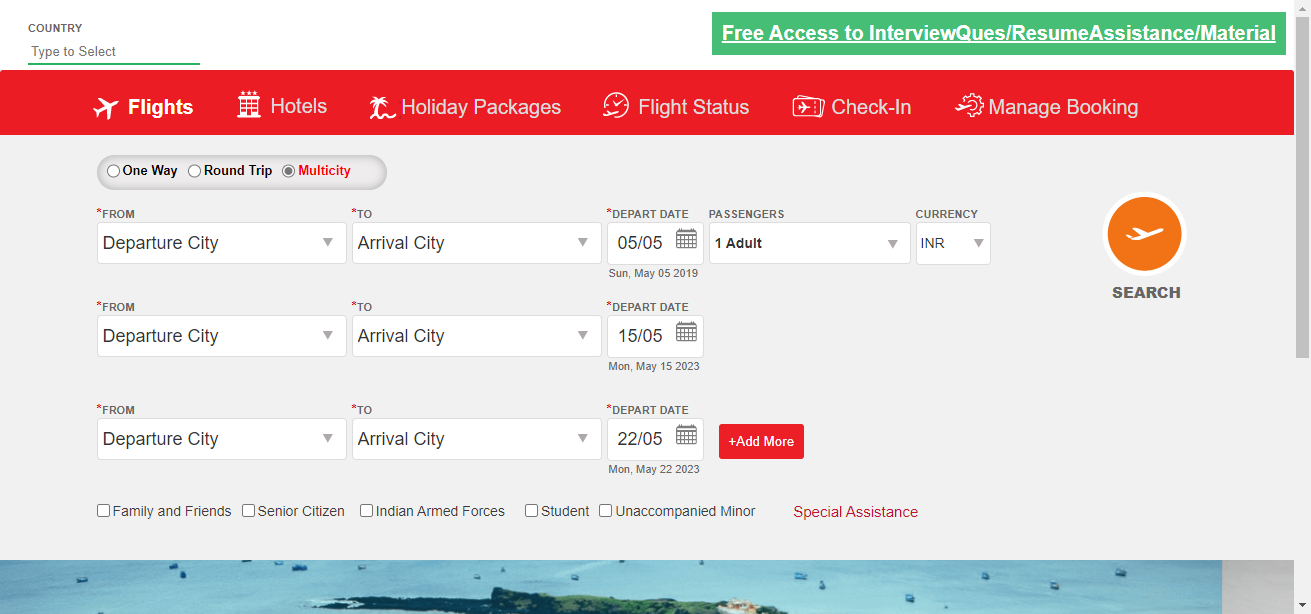 COUNTRY
Type to Select
Free Access to InterviewQues/ResumeAssistance/Material
Flights Hotels Holiday Packages Flight Status Check-In Manage Booking
One Way Round Trip Multicity
*FROM *TO *DEPART DATE PASSENGERS CURRENCY
Departure City Arrival City 05/05 1 Adult INR
Sun, May 05 2019
SEARCH
*FROM *TO *DEPART DATE
Departure City Arrival City 15/05
Mon, May 15 2023
*FROM *TO *DEPART DATE
Departure City Arrival City 22/05 +Add More
Mon, May 22 2023
Family and Friends Senior Citizen Indian Armed Forces Student Unaccompanied Minor Special Assistance